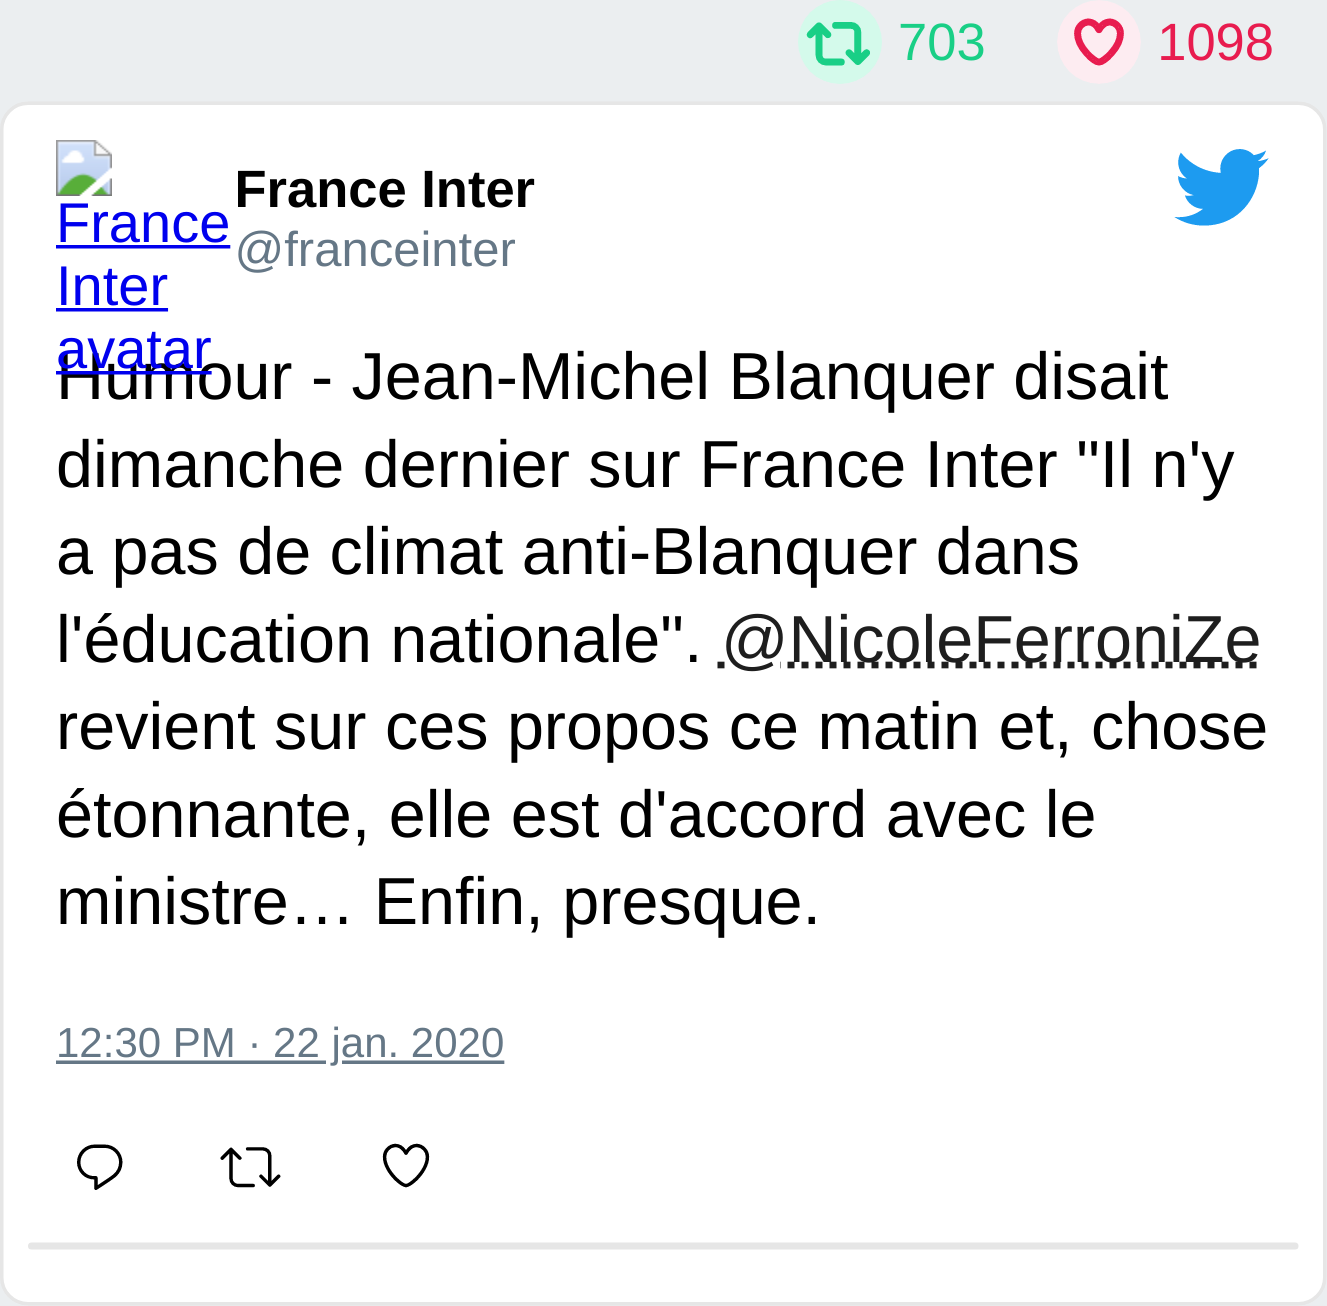 703 1098
France Inter avatar
France Inter
@franceinter
Humour - Jean-Michel Blanquer disait
dimanche dernier sur France Inter "Il n'y
a pas de climat anti-Blanquer dans
l'éducation nationale". @NicoleFerroniZe
revient sur ces propos ce matin et, chose
étonnante, elle est d'accord avec le
ministre… Enfin, presque.
12:30 PM · 22 jan. 2020